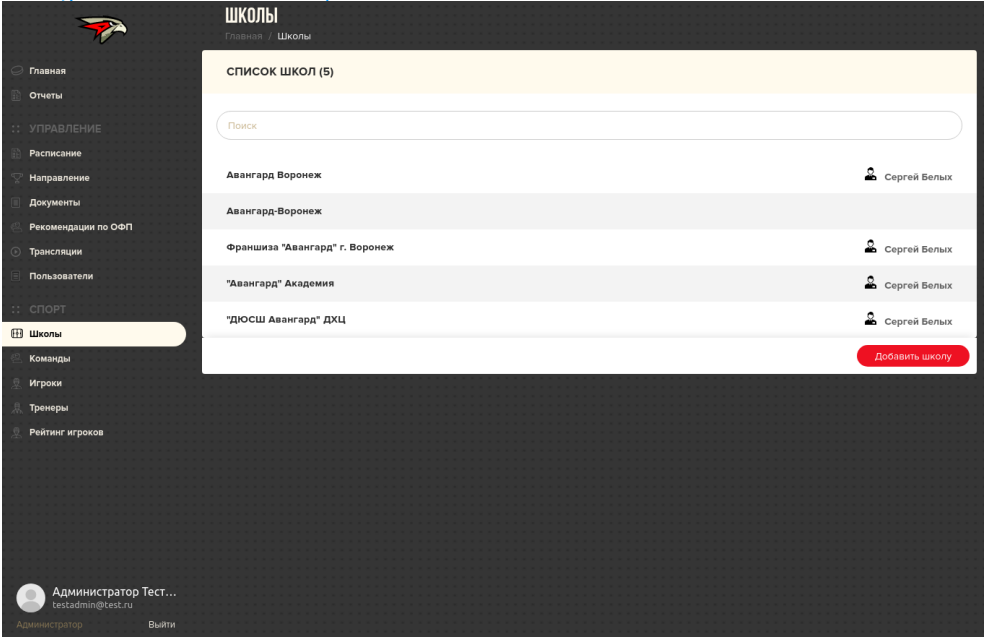 ШКОЛЫ
Главная / Школы
Главная
Отчеты
УПРАВЛЕНИЕ
Расписание
Направление
Документы
Рекомендации по ОФП
Трансляции
Пользователи
СПОРТ
Школы
Команды
Игроки
Тренеры
Рейтинг игроков
Администратор Тест...
testadmin@test.ru
Администратор Выйти
СПИСОК ШКОЛ (5)
Поиск
Авангард Воронеж Сергей Белых
Авангард-Воронеж
Франшиза "Авангард" г. Воронеж Сергей Белых
"Авангард" Академия Сергей Белых
"ДЮСШ Авангард" ДХЦ Сергей Белых
Добавить школу